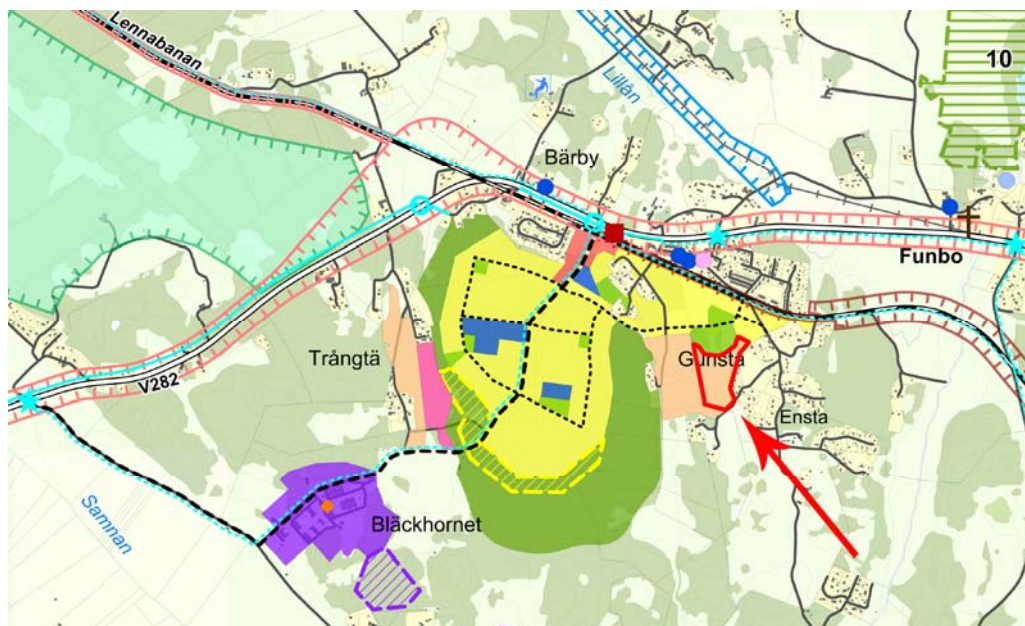 Lennabanan
10
Lillån
Bärby
Funbo
Trångtä
Gunsta
V282
Ensta
Samnan
Bläckhornet